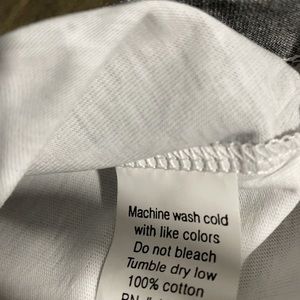 Machine wash cold
with like colors
Do not bleach
Tumble dry low
100% cotton